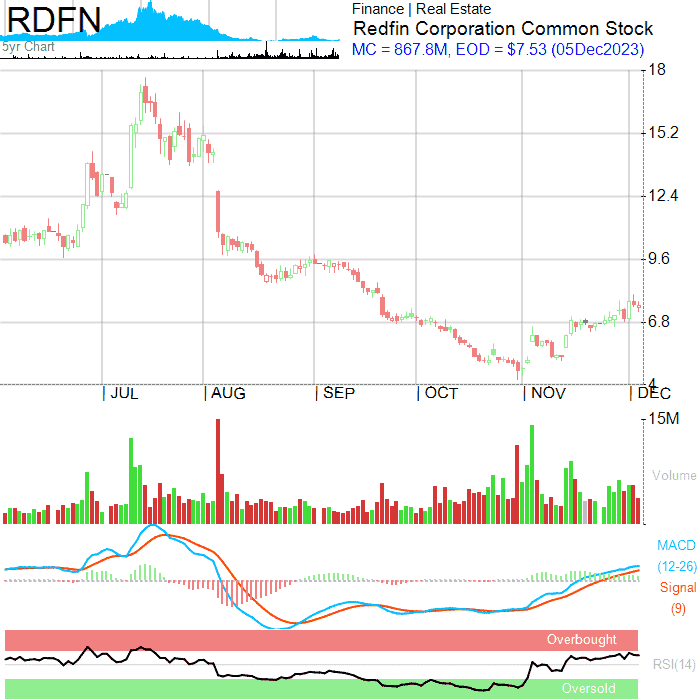 RDFN
5yr Chart
Finance | Real Estate
Redfin Corporation Common Stock
MC = 867.8M, EOD = $7.53 (05Dec2023)
18
15.2
12.4
9.6
6.8
4
| JUL | AUG | SEP | OCT | NOV | DEC
15M
Volume
MACD
(12-26)
Signal
(9)
Overbought
RSI(14)
Oversold